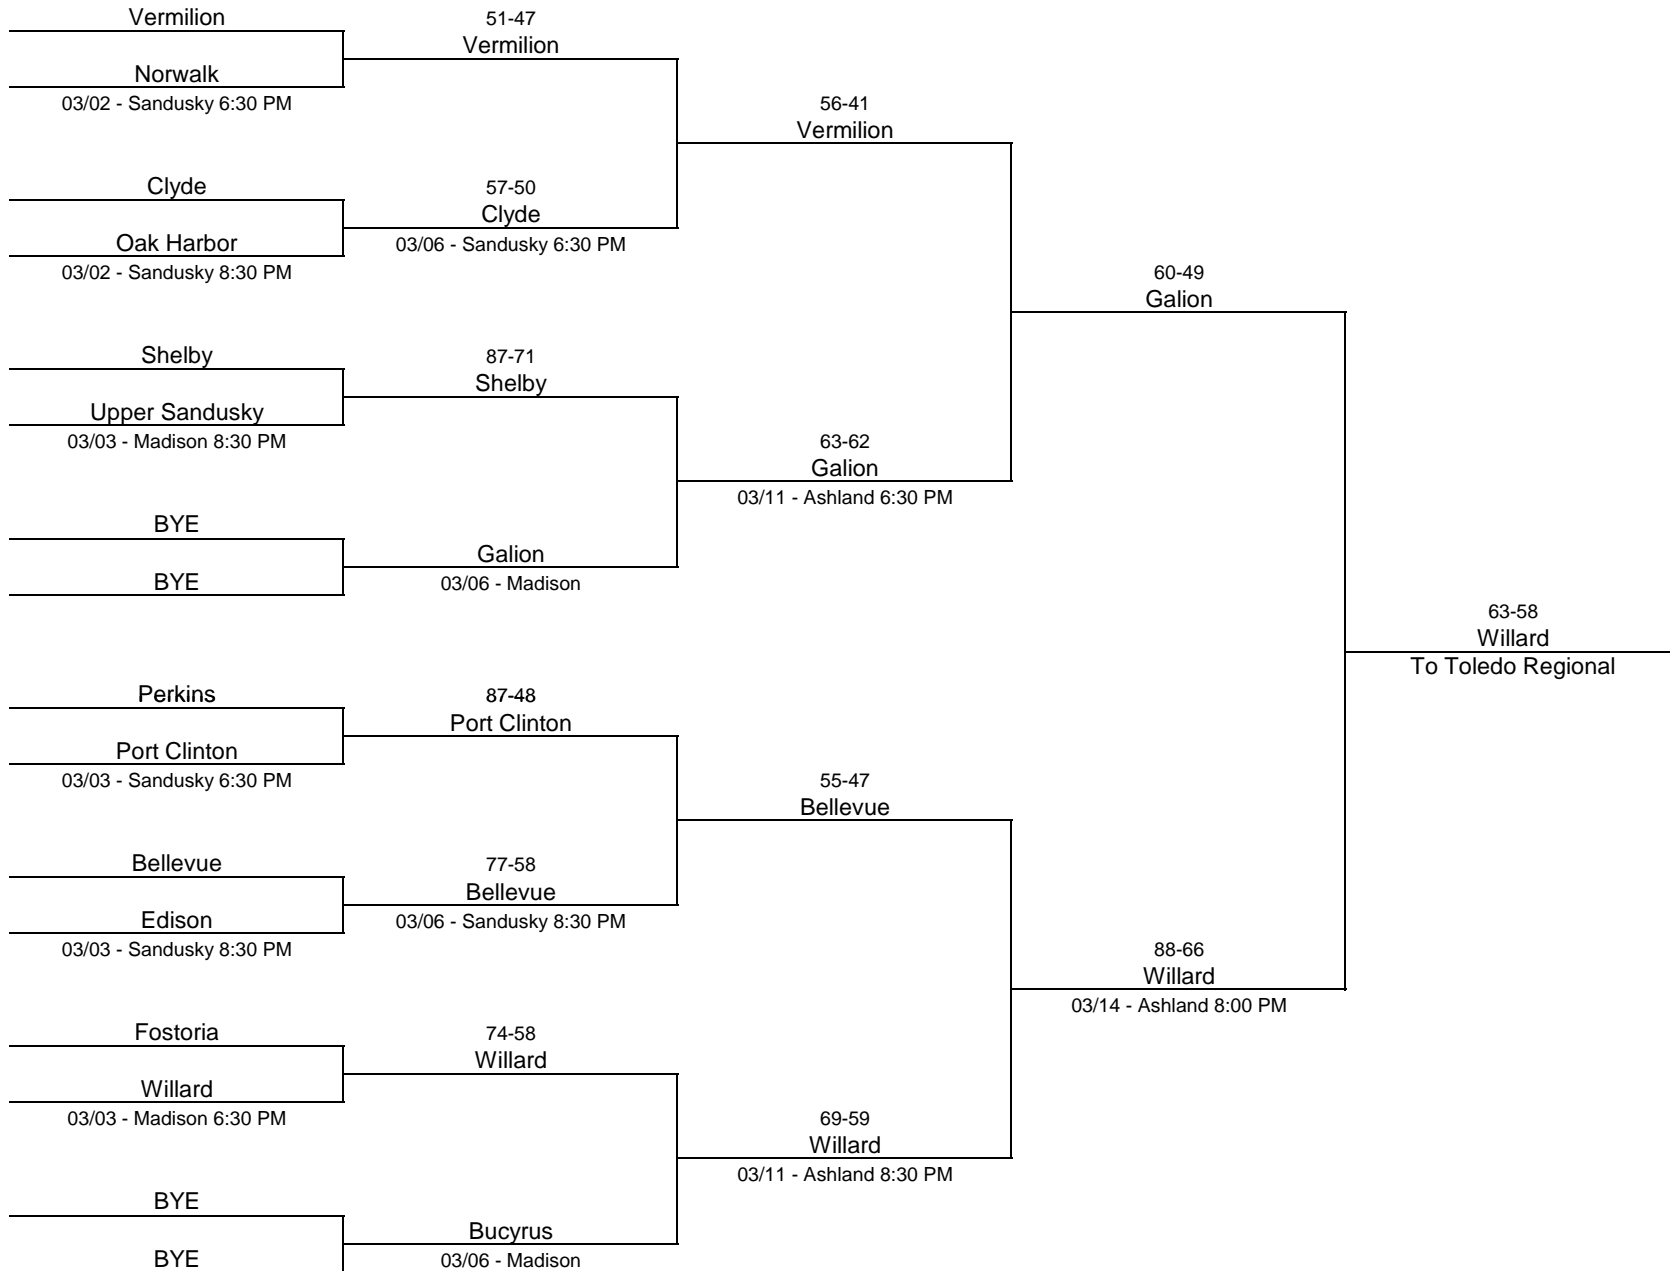 Vermilion
51-47
Vermilion
Norwalk
03/02 - Sandusky 6:30 PM
56-41
Vermilion
Clyde
57-50
Clyde
Oak Harbor
03/06 - Sandusky 6:30 PM
03/02 - Sandusky 8:30 PM
60-49
Galion
Shelby
87-71
Shelby
Upper Sandusky
03/03 - Madison 8:30 PM
63-62
Galion
03/11 - Ashland 6:30 PM
BYE
Galion
BYE
03/06 - Madison
63-58
Willard
To Toledo Regional
Perkins
87-48
Port Clinton
Port Clinton
03/03 - Sandusky 6:30 PM
55-47
Bellevue
Bellevue
77-58
Bellevue
Edison
03/06 - Sandusky 8:30 PM
03/03 - Sandusky 8:30 PM
88-66
Willard
03/14 - Ashland 8:00 PM
Fostoria
74-58
Willard
Willard
03/03 - Madison 6:30 PM
69-59
Willard
03/11 - Ashland 8:30 PM
BYE
Bucyrus
BYE
03/06 - Madison